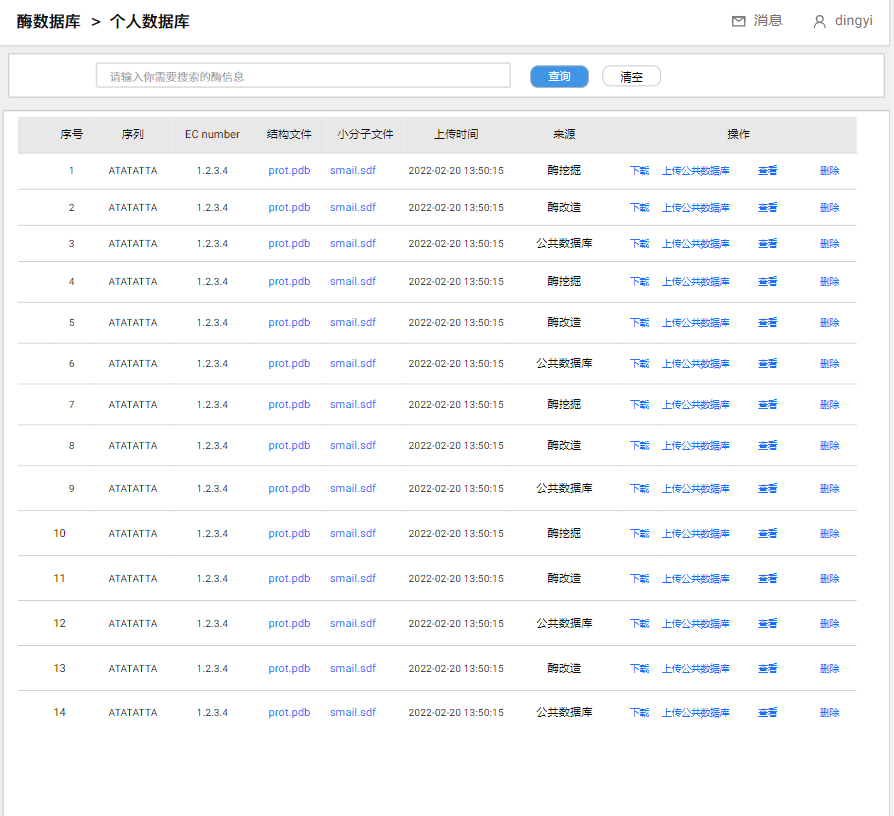 酶数据库 > 个人数据库 消息 dingyi
请输入你需要搜索的酶信息 查询 清空
序号 序列 EC number 结构文件 小分子文件 上传时间 来源 操作
1 ATATATTA 1.2.3.4 prot.pdb smail.sdf 2022-02-20 13:50:15 酶挖掘 下载 上传公共数据库 查看 删除
2 ATATATTA 1.2.3.4 prot.pdb smail.sdf 2022-02-20 13:50:15 酶改造 下载 上传公共数据库 查看 删除
3 ATATATTA 1.2.3.4 prot.pdb smail.sdf 2022-02-20 13:50:15 公共数据库 下载 上传公共数据库 查看 删除
4 ATATATTA 1.2.3.4 prot.pdb smail.sdf 2022-02-20 13:50:15 酶挖掘 下载 上传公共数据库 查看 删除
5 ATATATTA 1.2.3.4 prot.pdb smail.sdf 2022-02-20 13:50:15 酶改造 下载 上传公共数据库 查看 删除
6 ATATATTA 1.2.3.4 prot.pdb smail.sdf 2022-02-20 13:50:15 公共数据库 下载 上传公共数据库 查看 删除
7 ATATATTA 1.2.3.4 prot.pdb smail.sdf 2022-02-20 13:50:15 酶挖掘 下载 上传公共数据库 查看 删除
8 ATATATTA 1.2.3.4 prot.pdb smail.sdf 2022-02-20 13:50:15 酶改造 下载 上传公共数据库 查看 删除
9 ATATATTA 1.2.3.4 prot.pdb smail.sdf 2022-02-20 13:50:15 公共数据库 下载 上传公共数据库 查看 删除
10 ATATATTA 1.2.3.4 prot.pdb smail.sdf 2022-02-20 13:50:15 酶挖掘 下载 上传公共数据库 查看 删除
11 ATATATTA 1.2.3.4 prot.pdb smail.sdf 2022-02-20 13:50:15 酶改造 下载 上传公共数据库 查看 删除
12 ATATATTA 1.2.3.4 prot.pdb smail.sdf 2022-02-20 13:50:15 公共数据库 下载 上传公共数据库 查看 删除
13 ATATATTA 1.2.3.4 prot.pdb smail.sdf 2022-02-20 13:50:15 酶改造 下载 上传公共数据库 查看 删除
14 ATATATTA 1.2.3.4 prot.pdb smail.sdf 2022-02-20 13:50:15 公共数据库 下载 上传公共数据库 查看 删除